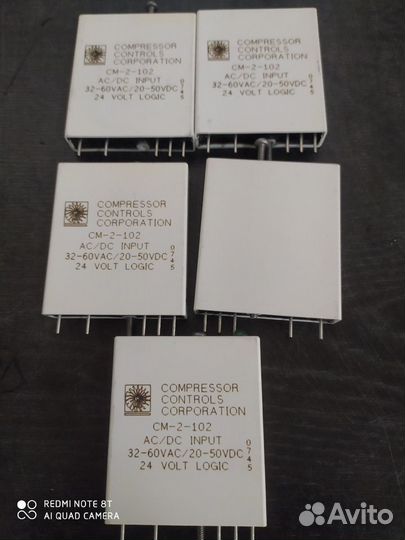 COMPRESSOR
CONTROLS
CORPORATION
CM-2-102
AC/DC INPUT
32-60VAC/20-50VDC
24 VOLT LOGIC
0745
COMPRESSOR
CONTROLS
CORPORATION
CM-2-102
AC/DC INPUT
32-60VAC/20-50VDC
24 VOLT LOGIC
0745
COMPRESSOR
CONTROLS
CORPORATION
CM-2-102
AC/DC INPUT
32-60VAC/20-50VDC
24 VOLT LOGIC
0745
COMPRESSOR
CONTROLS
CORPORATION
CM-2-102
AC/DC INPUT
32-60VAC/20-50VDC
24 VOLT LOGIC
0745
REDMI NOTE 8T
AI QUAD CAMERA
Avito